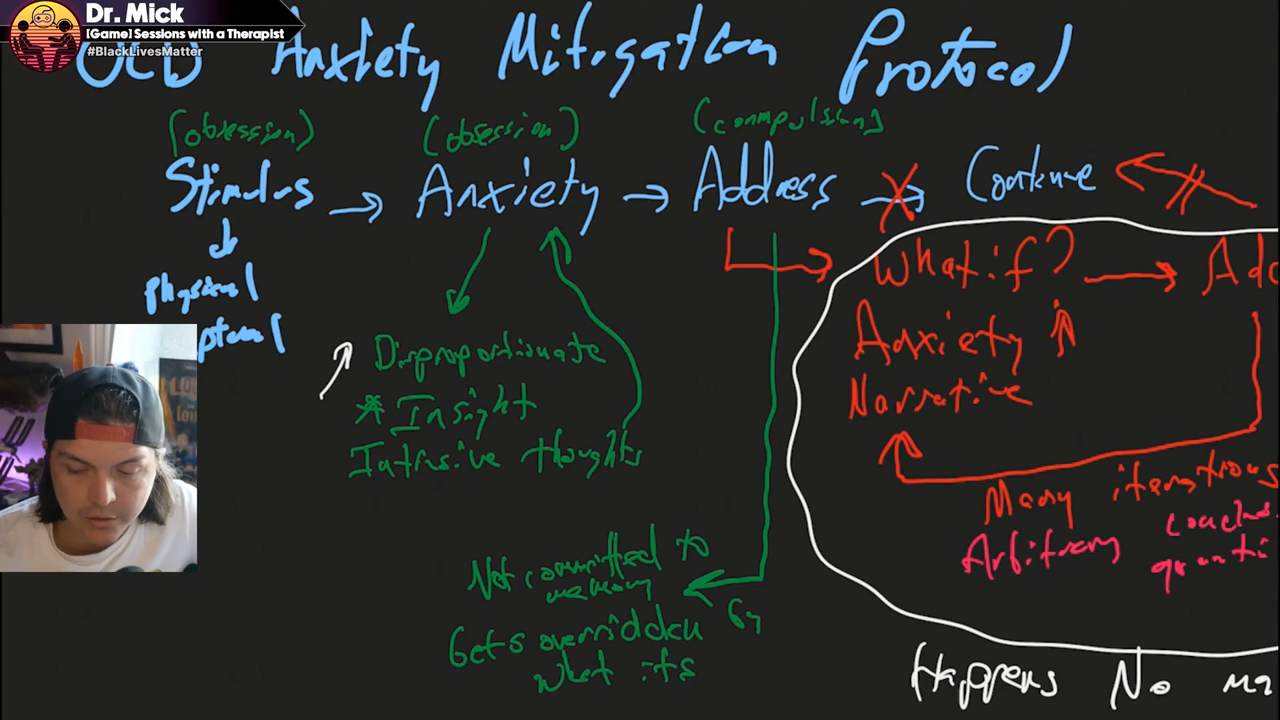 Dr. Mick
[Game] Sessions with a Therapist
#BlackLivesMatter
OCD Anxiety Mitigation Protocol
(obsession) (obsession) (compulsion)
Stimulus → Anxiety → Address → Continue
physical
What if? → Add
Anxiety ↑
Narrative
Disproportionate
* Insight
Intrusive thoughts
Many iterations
Arbitrary
Not committed to
memory
Gets overridden by
what ifs
Happens No ma